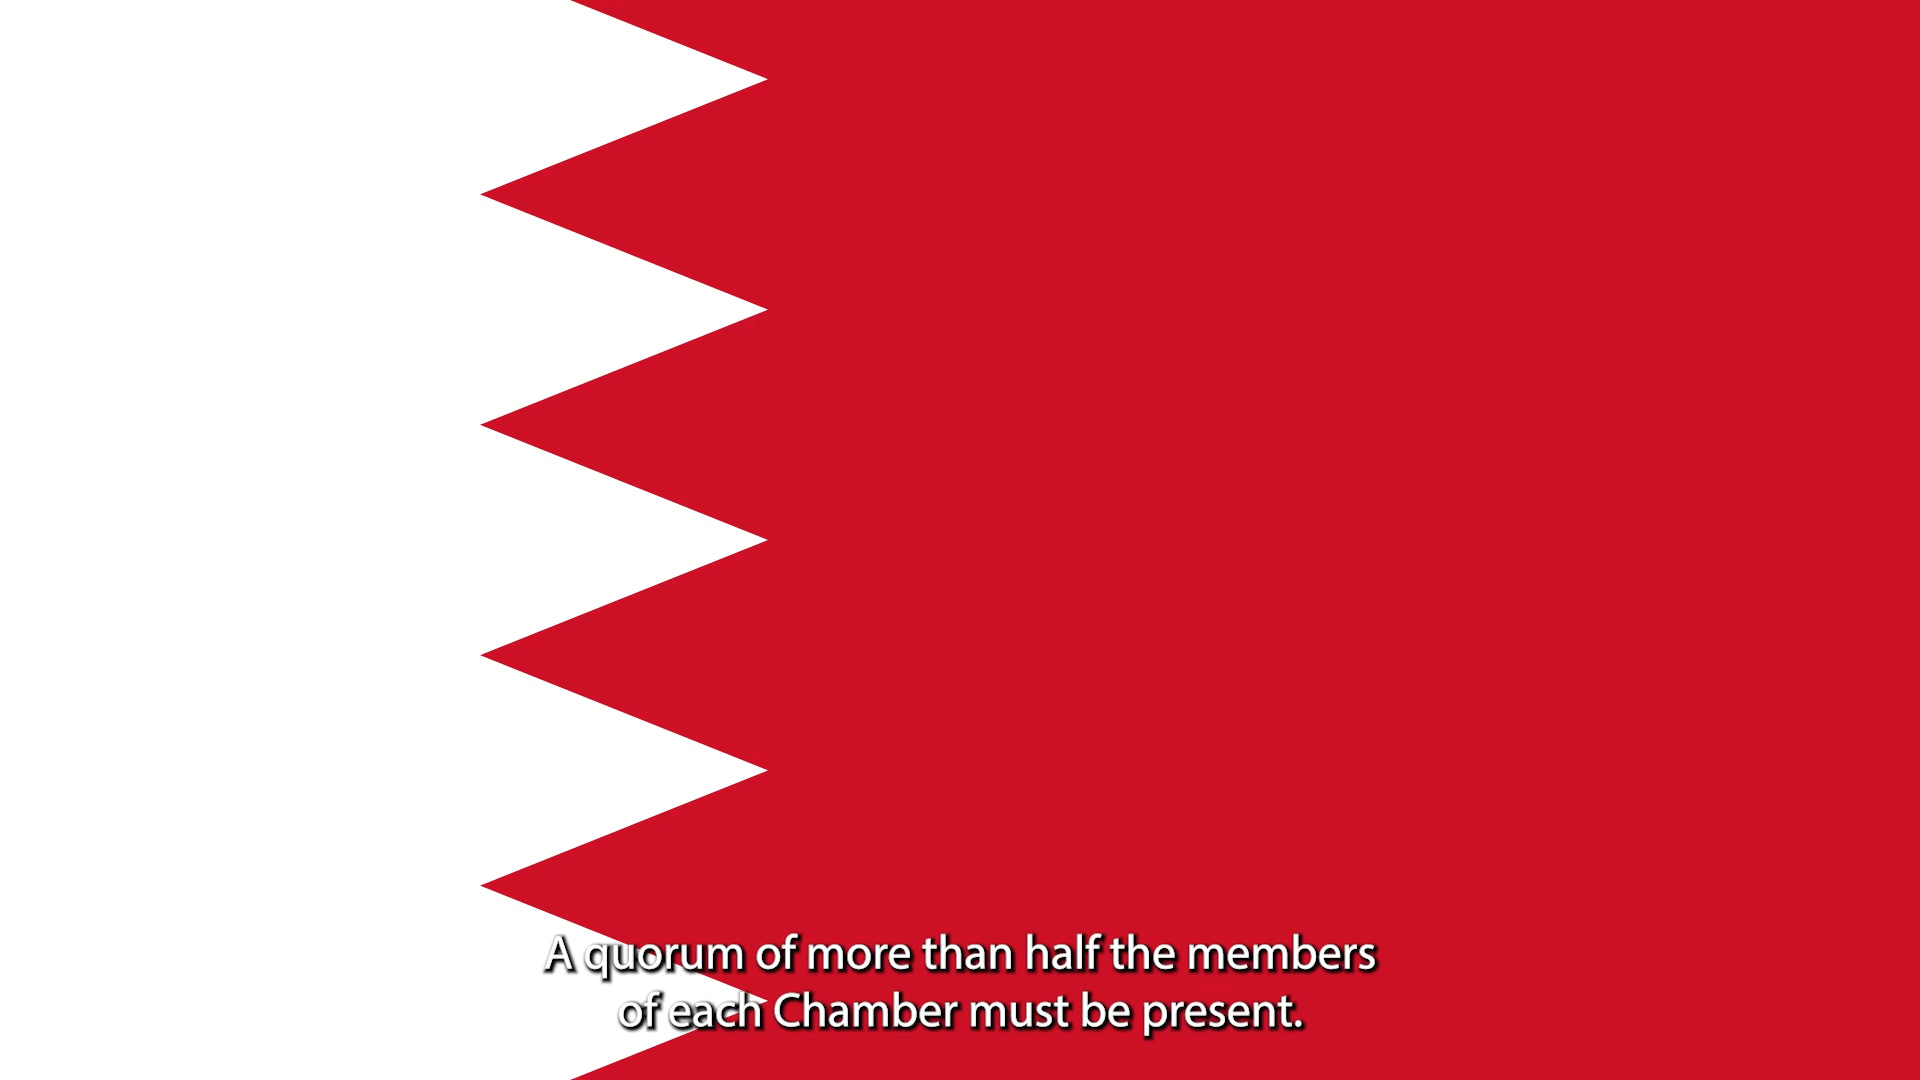 A quorum of more than half the members
of each Chamber must be present.